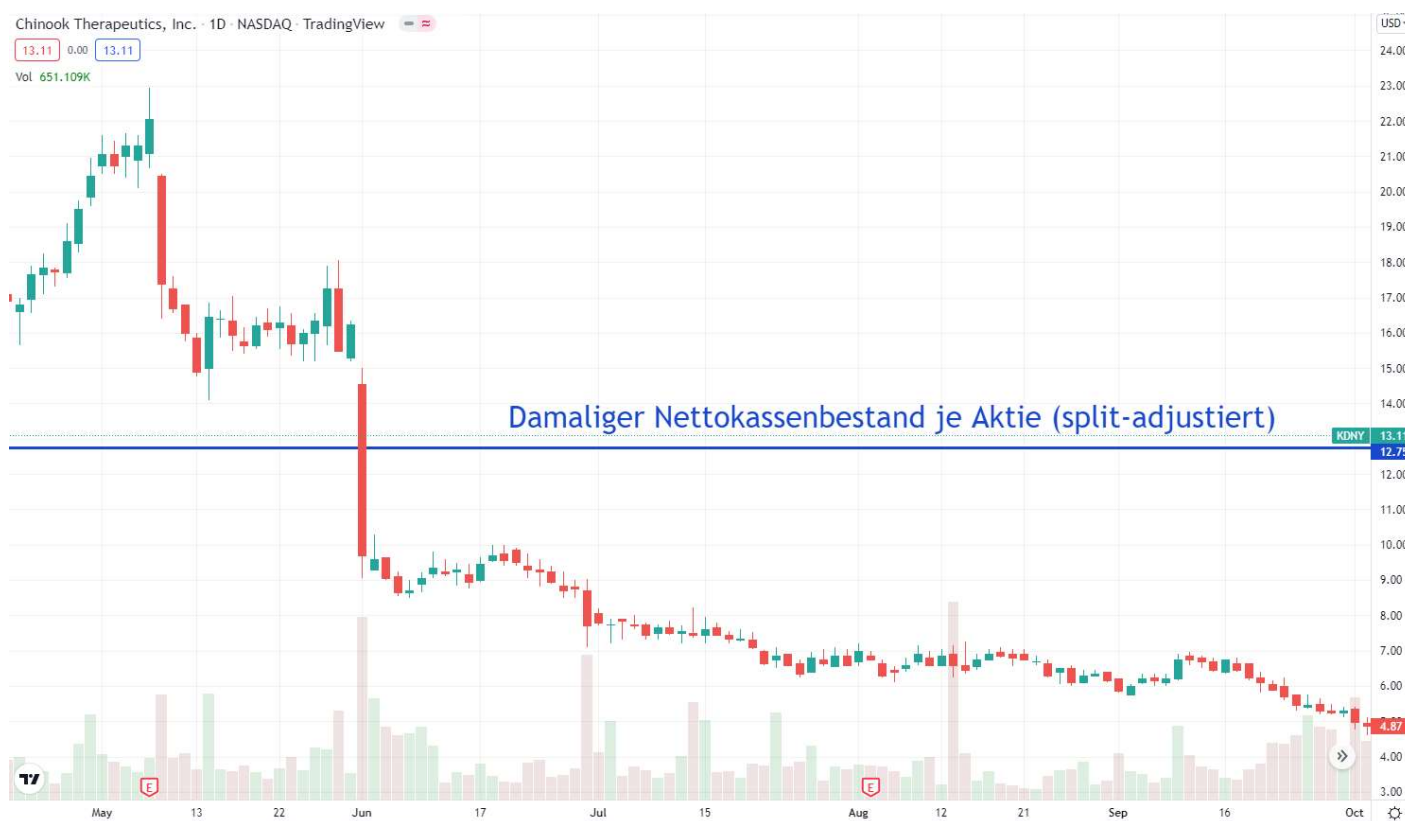 Chinook Therapeutics, Inc. · 1D · NASDAQ · TradingView
USD
13.11 0.00 13.11
Vol 651.109K
24.00
23.00
22.00
21.00
20.00
19.00
18.00
17.00
16.00
15.00
14.00
Damaliger Nettokassenbestand je Aktie (split-adjustiert)
KDNY 13.11
12.75
12.00
11.00
10.00
9.00
8.00
7.00
6.00
4.87
4.00
3.00
E E
May 13 22 Jun 17 Jul 15 Aug 12 21 Sep 16 Oct